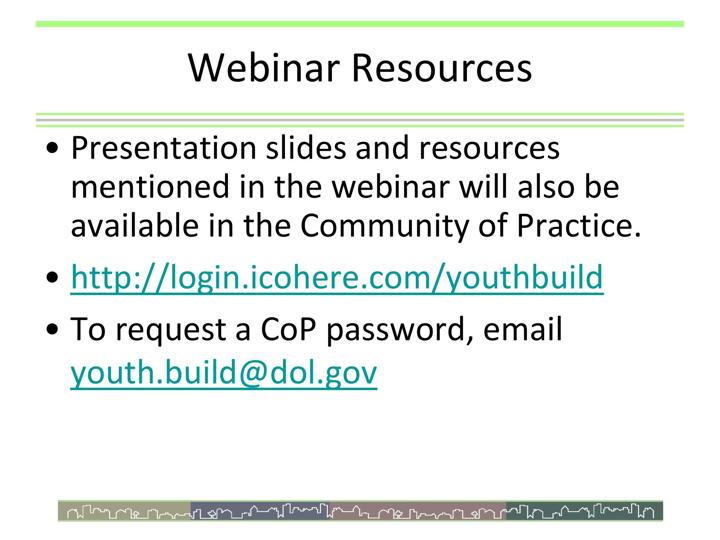 Webinar Resources
• Presentation slides and resources
mentioned in the webinar will also be
available in the Community of Practice.
• http://login.icohere.com/youthbuild
• To request a CoP password, email
youth.build@dol.gov